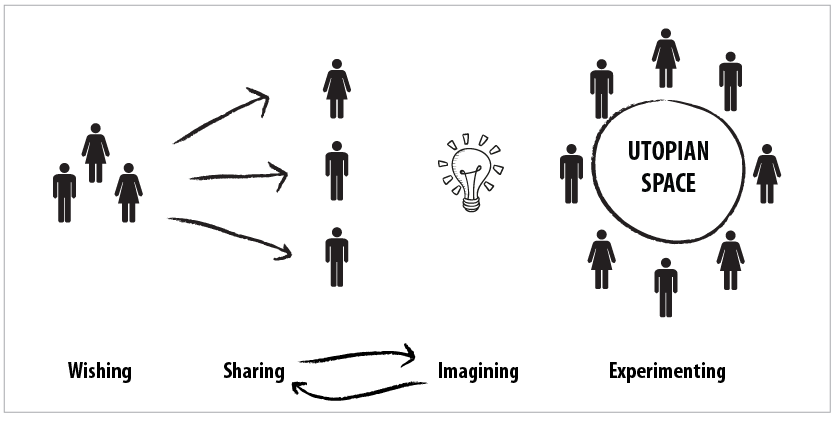 UTOPIAN
SPACE
Wishing
Sharing
Imagining
Experimenting